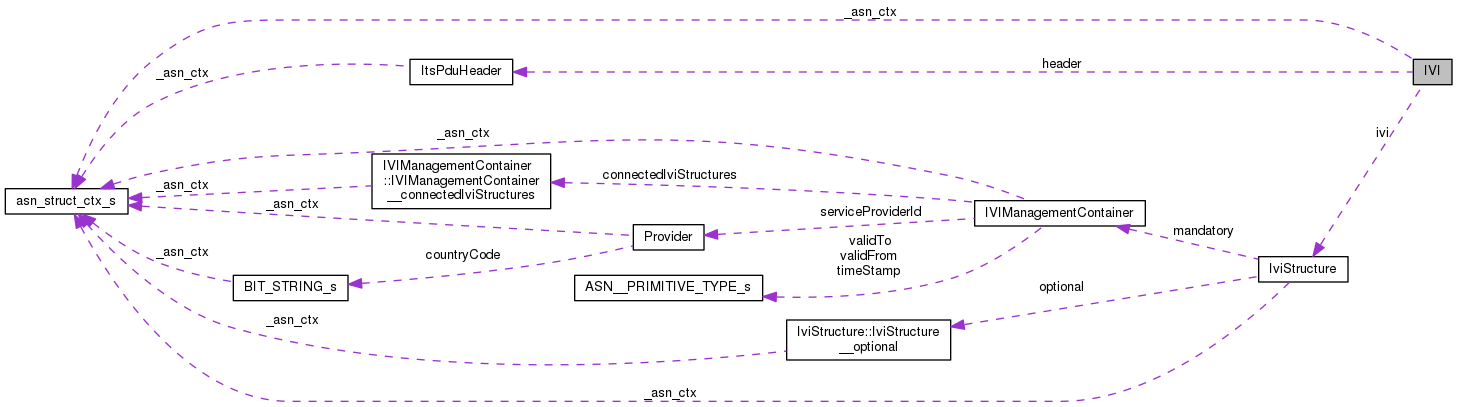 _asn_ctx
IVI
header
ItsPduHeader
_asn_ctx
ivi
_asn_ctx
IVIManagementContainer
::IVIManagementContainer
__connectedIviStructures
connectedIviStructures
_asn_ctx
asn_struct_ctx_s
_asn_ctx
serviceProviderId
IVIManagementContainer
Provider
mandatory
validTo
validFrom
timeStamp
_asn_ctx
countryCode
IviStructure
BIT_STRING_s
ASN__PRIMITIVE_TYPE_s
optional
_asn_ctx
IviStructure::IviStructure
__optional
_asn_ctx